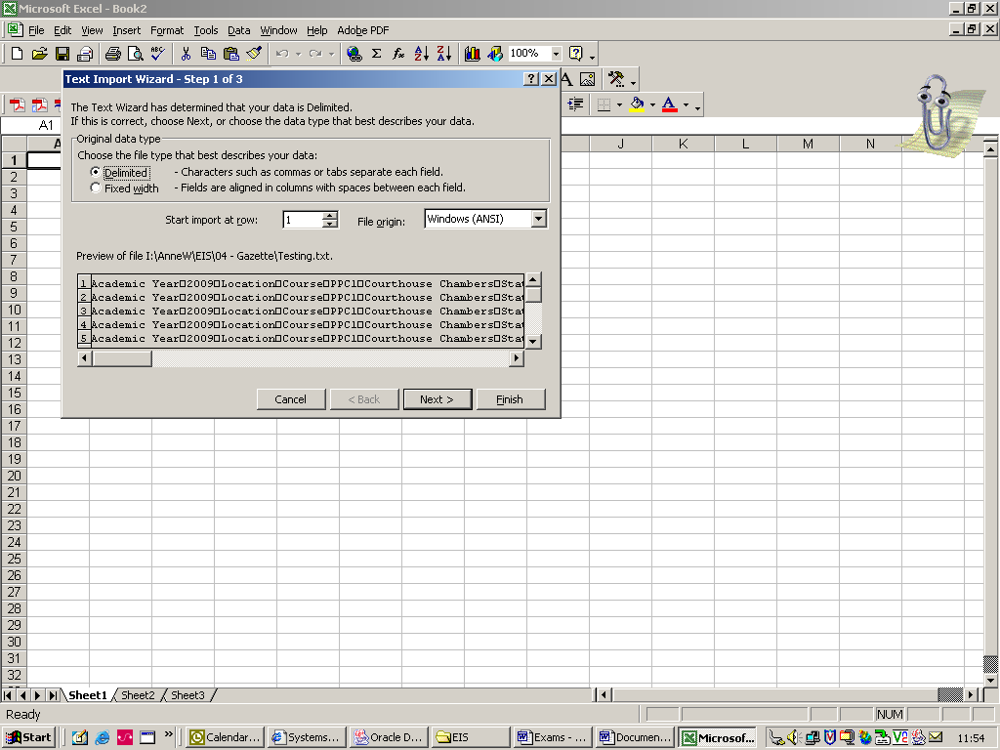 Microsoft Excel - Book2
File Edit View Insert Format Tools Data Window Help Adobe PDF
100%
Text Import Wizard - Step 1 of 3
The Text Wizard has determined that your data is Delimited.
If this is correct, choose Next, or choose the data type that best describes your data.
A1
Original data type
Choose the file type that best describes your data:
Delimited - Characters such as commas or tabs separate each field.
Fixed width - Fields are aligned in columns with spaces between each field.
Start import at row: 1 File origin: Windows (ANSI)
Preview of file I:\AnneW\EIS\04 - Gazette\Testing.txt.
1 Academic Year□2009□Location□Course□PPC1□Courthouse Chambers□Stat
2 Academic Year□2009□Location□Course□PPC1□Courthouse Chambers□Stat
3 Academic Year□2009□Location□Course□PPC1□Courthouse Chambers□Stat
4 Academic Year□2009□Location□Course□PPC1□Courthouse Chambers□Stat
5 Academic Year□2009□Location□Course□PPC1□Courthouse Chambers□Stat
Cancel < Back Next > Finish
A J K L M N
1
2
3
4
5
6
7
8
9
10
11
12
13
14
15
16
17
18
19
20
21
22
23
24
25
26
27
28
29
30
31
32
Sheet1 Sheet2 Sheet3
Ready NUM
Start Calendar... Systems... Oracle D... EIS Exams - ... Documen... Microsof... 11:54